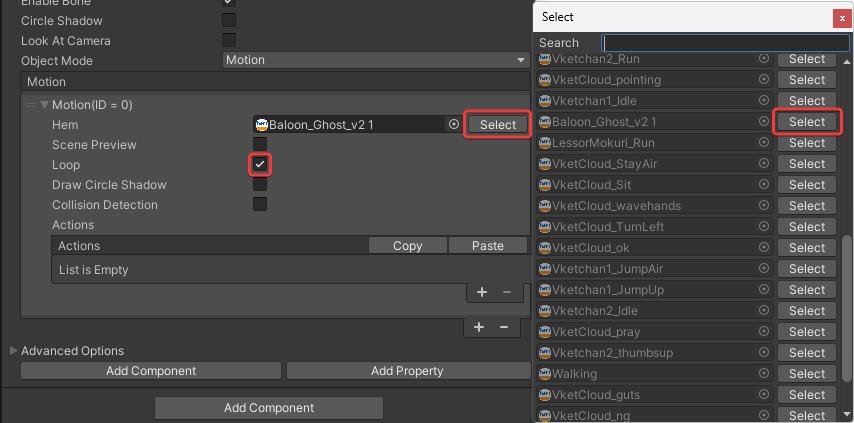 Enable Bone
Circle Shadow
Look At Camera
Object Mode
Motion
Motion
Motion(ID = 0)
Hem
Baloon_Ghost_v2 1
Select
Scene Preview
Loop
Draw Circle Shadow
Collision Detection
Actions
Actions
Copy
Paste
List is Empty
Advanced Options
Add Component
Add Property
Add Component
Select
x
Search
Vketchan2_Run
Select
VketCloud_pointing
Select
Vketchan1_Idle
Select
Baloon_Ghost_v2 1
Select
LessorMokuri_Run
Select
VketCloud_StayAir
Select
VketCloud_Sit
Select
VketCloud_wavehands
Select
VketCloud_TurnLeft
Select
VketCloud_ok
Select
Vketchan1_JumpAir
Select
Vketchan1_JumpUp
Select
Vketchan2_Idle
Select
VketCloud_pray
Select
Vketchan2_thumbsup
Select
Walking
Select
VketCloud_guts
Select
VketCloud_ng
Select